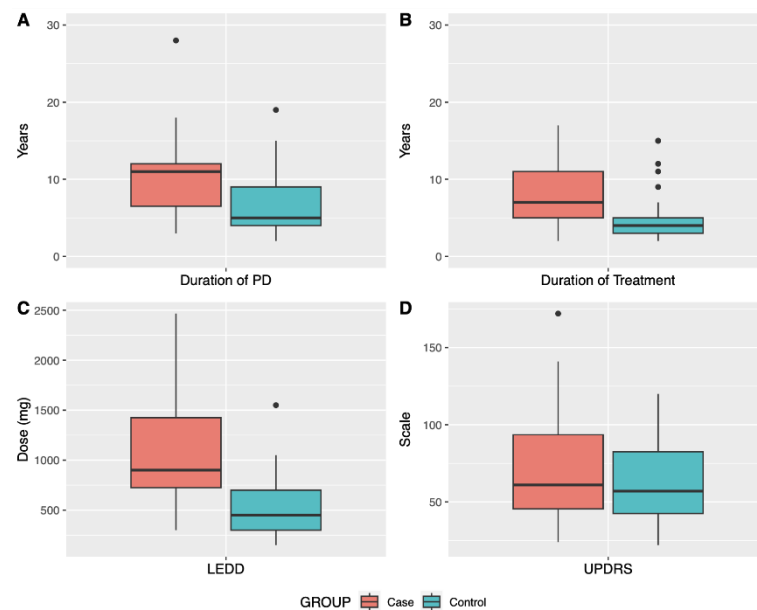 A
30
20
10
0
Years
Duration of PD
B
30
20
10
0
Years
Duration of Treatment
C
2500
2000
1500
1000
500
Dose (mg)
LEDD
D
150
100
50
Scale
UPDRS
GROUP Case Control